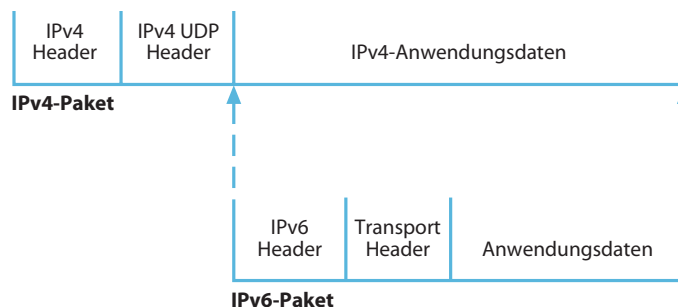 IPv4
Header
IPv4 UDP
Header
IPv4-Anwendungsdaten
IPv4-Paket
IPv6
Header
Transport
Header
Anwendungsdaten
IPv6-Paket